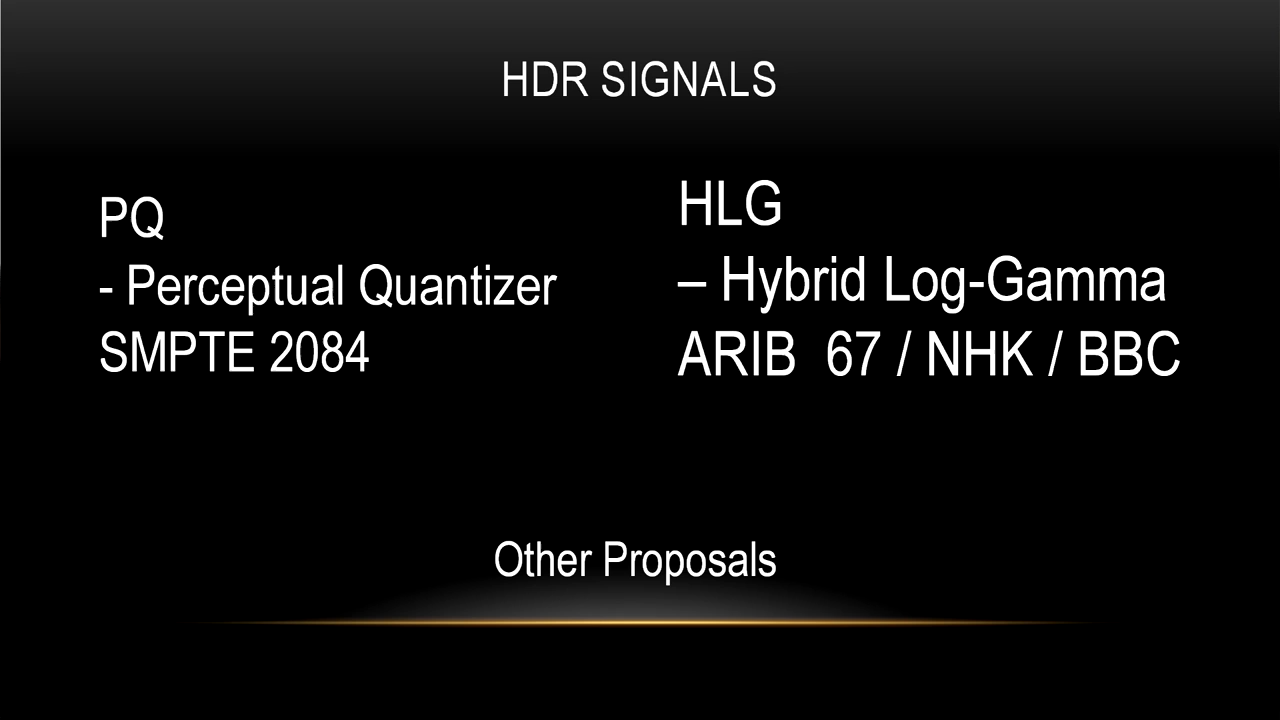 HDR SIGNALS
PQ
- Perceptual Quantizer
SMPTE 2084
HLG
– Hybrid Log-Gamma
ARIB  67 / NHK / BBC
Other Proposals